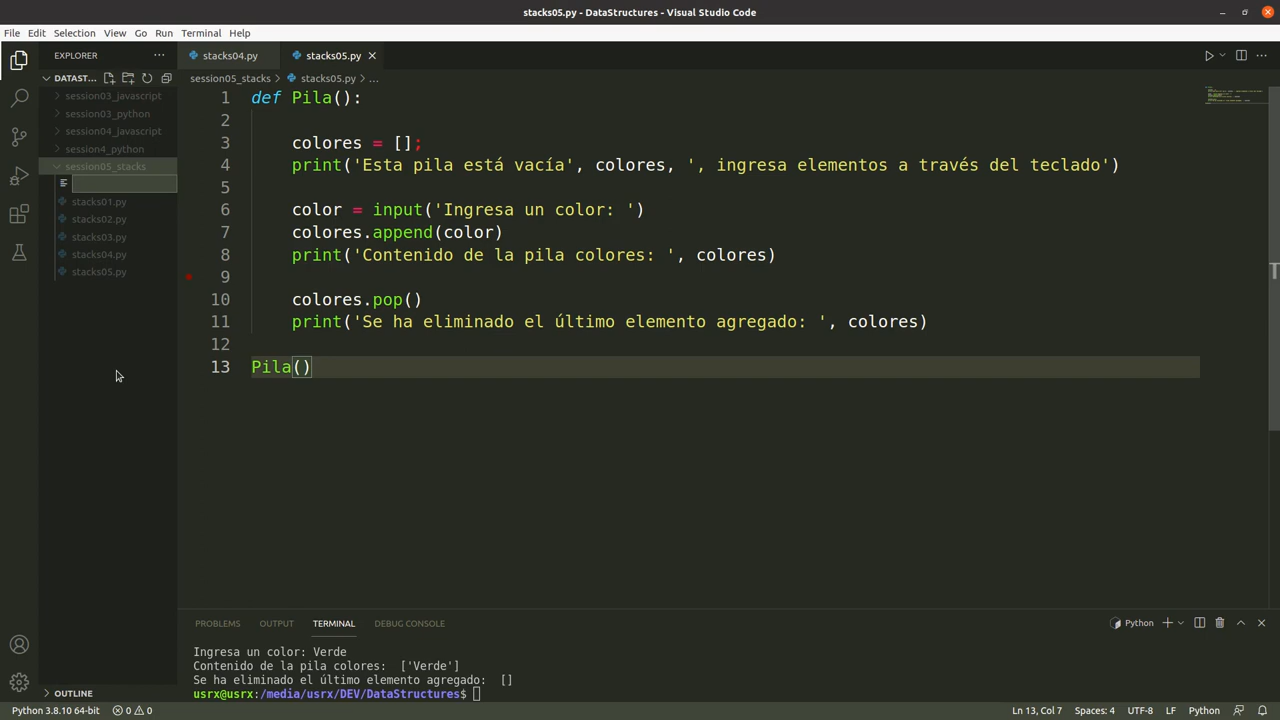 stacks05.py - DataStructures - Visual Studio Code
File Edit Selection View Go Run Terminal Help
EXPLORER
stacks04.py stacks05.py
DATAST...
session05_stacks > stacks05.py > ...
session03_javascript
session03_python
session04_javascript
session4_python
session05_stacks
stacks01.py
stacks02.py
stacks03.py
stacks04.py
stacks05.py
1 def Pila():
2
3 colores = [];
4 print('Esta pila está vacía', colores, ', ingresa elementos a través del teclado')
5
6 color = input('Ingresa un color: ')
7 colores.append(color)
8 print('Contenido de la pila colores: ', colores)
9
10 colores.pop()
11 print('Se ha eliminado el último elemento agregado: ', colores)
12
13 Pila()
PROBLEMS OUTPUT TERMINAL DEBUG CONSOLE
Python
Ingresa un color: Verde
Contenido de la pila colores:  ['Verde']
Se ha eliminado el último elemento agregado:  []
usrx@usrx:/media/usrx/DEV/DataStructures$
OUTLINE
Python 3.8.10 64-bit 0 0 Ln 13, Col 7 Spaces: 4 UTF-8 LF Python